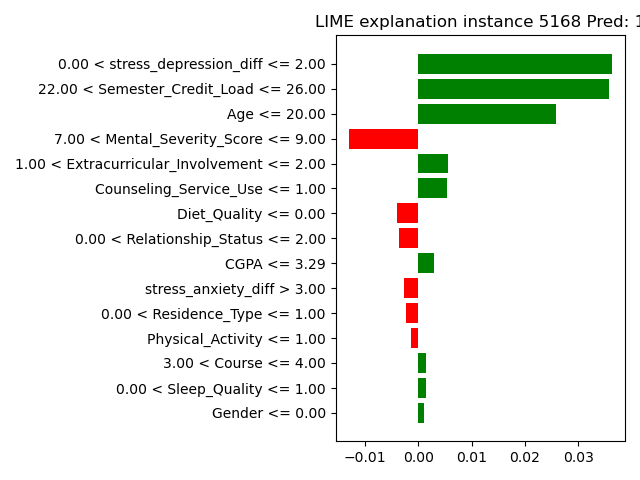 LIME explanation instance 5168 Pred: 1
0.00 < stress_depression_diff <= 2.00
22.00 < Semester_Credit_Load <= 26.00
Age <= 20.00
7.00 < Mental_Severity_Score <= 9.00
1.00 < Extracurricular_Involvement <= 2.00
Counseling_Service_Use <= 1.00
Diet_Quality <= 0.00
0.00 < Relationship_Status <= 2.00
CGPA <= 3.29
stress_anxiety_diff > 3.00
0.00 < Residence_Type <= 1.00
Physical_Activity <= 1.00
3.00 < Course <= 4.00
0.00 < Sleep_Quality <= 1.00
Gender <= 0.00
−0.01 0.00 0.01 0.02 0.03